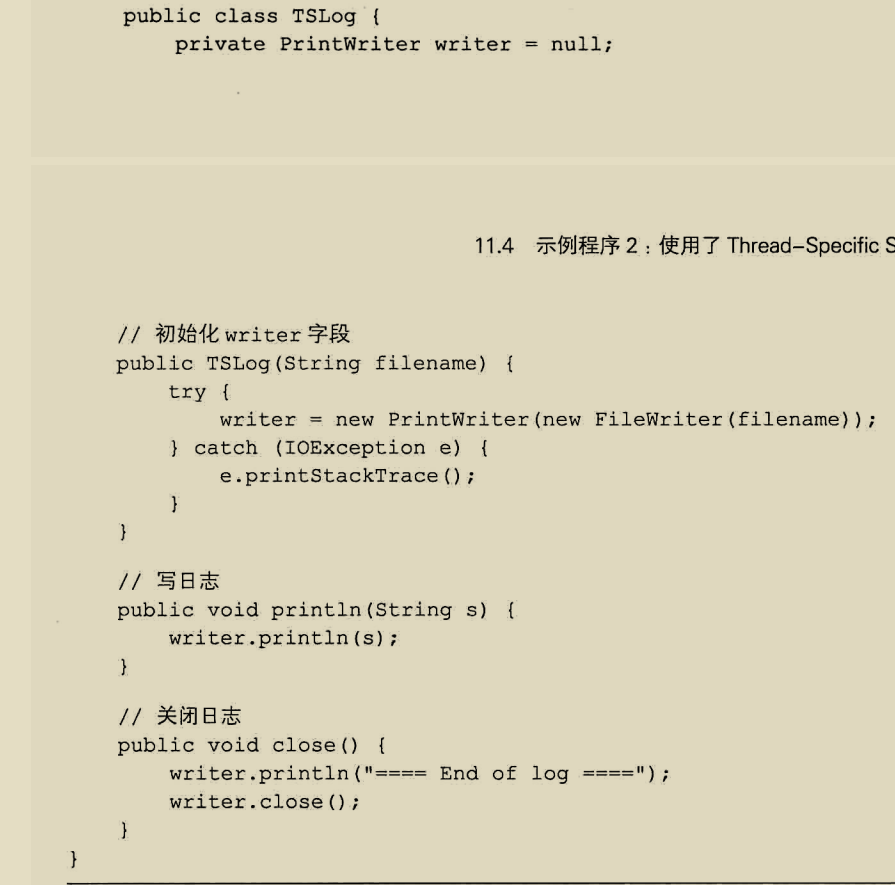 public class TSLog {
    private PrintWriter writer = null;
11.4 示例程序 2：使用了 Thread-Specific S
    // 初始化 writer 字段
    public TSLog(String filename) {
        try {
            writer = new PrintWriter(new FileWriter(filename));
        } catch (IOException e) {
            e.printStackTrace();
        }
    }
    // 写日志
    public void println(String s) {
        writer.println(s);
    }
    // 关闭日志
    public void close() {
        writer.println("==== End of log ====");
        writer.close();
    }
}